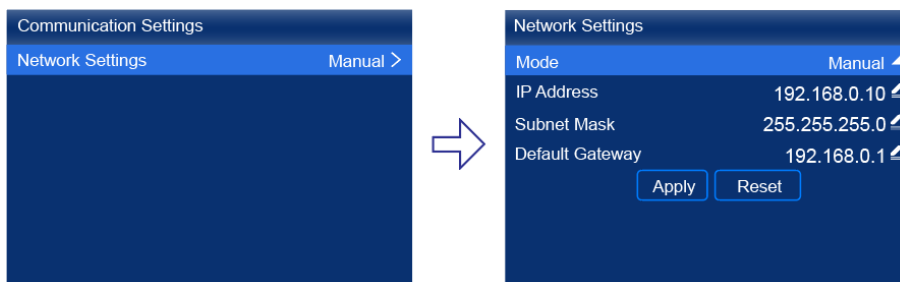 Communication Settings
Network Settings Manual >
Network Settings
Mode Manual
IP Address 192.168.0.10
Subnet Mask 255.255.255.0
Default Gateway 192.168.0.1
Apply Reset